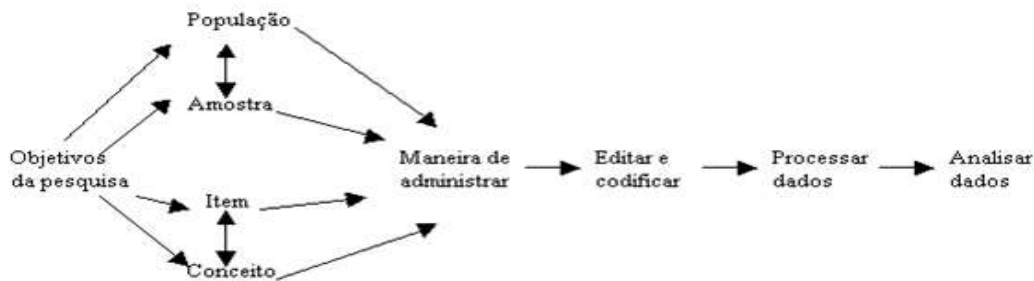 População
Amostra
Objetivos
da pesquisa
Item
Conceito
Maneira de
administrar
Editar e
codificar
Processar
dados
Analisar
dados